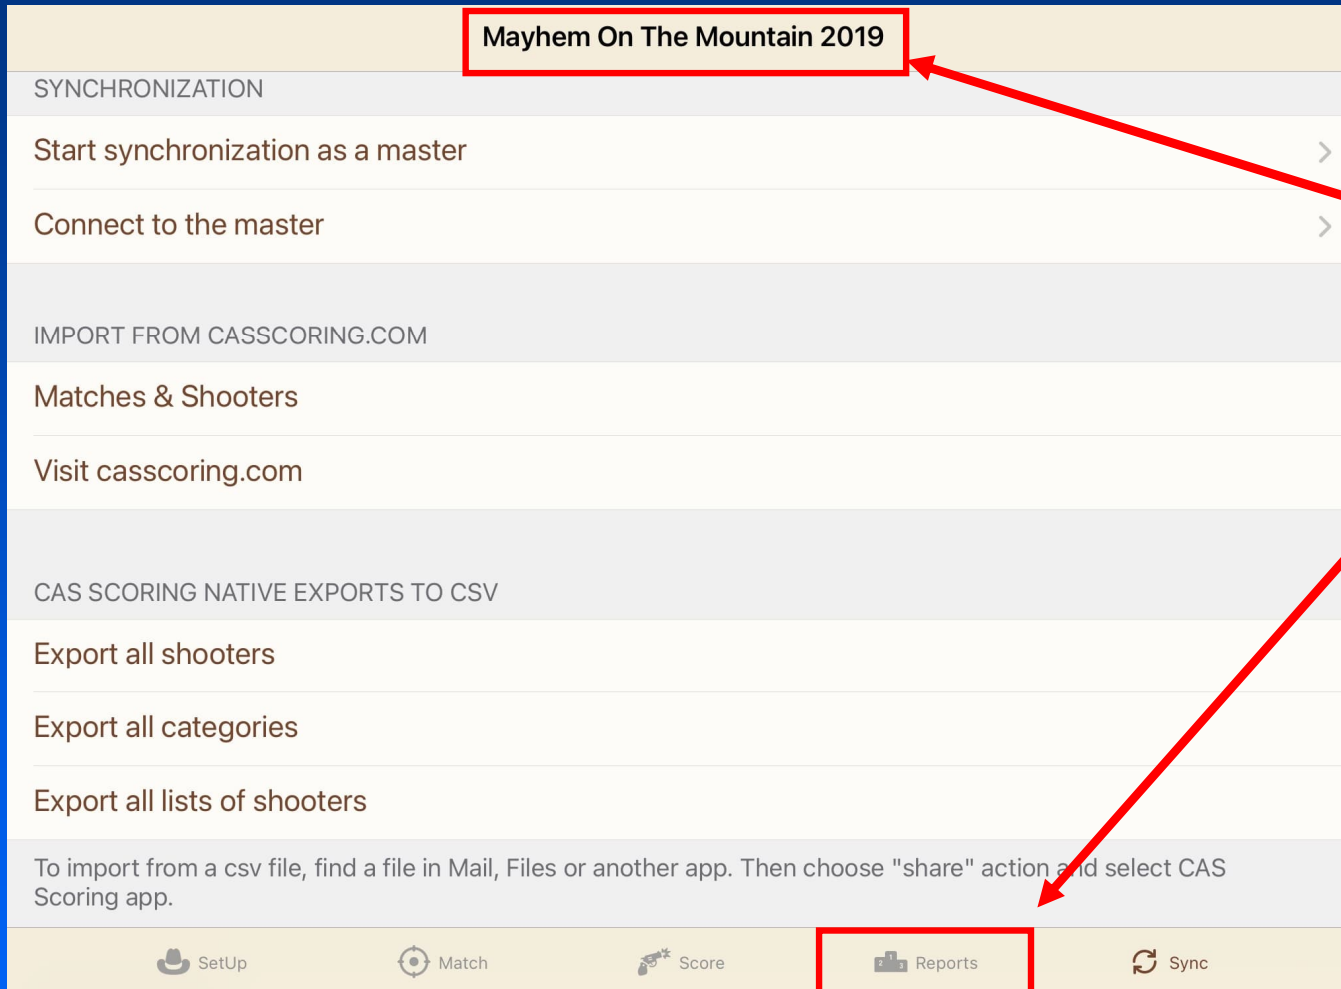 Mayhem On The Mountain 2019
SYNCHRONIZATION
Start synchronization as a master
Connect to the master
IMPORT FROM CASSCORING.COM
Matches & Shooters
Visit casscoring.com
CAS SCORING NATIVE EXPORTS TO CSV
Export all shooters
Export all categories
Export all lists of shooters
To import from a csv file, find a file in Mail, Files or another app. Then choose "share" action and select CAS
Scoring app.
SetUp Match Score 2 1 3 Reports Sync